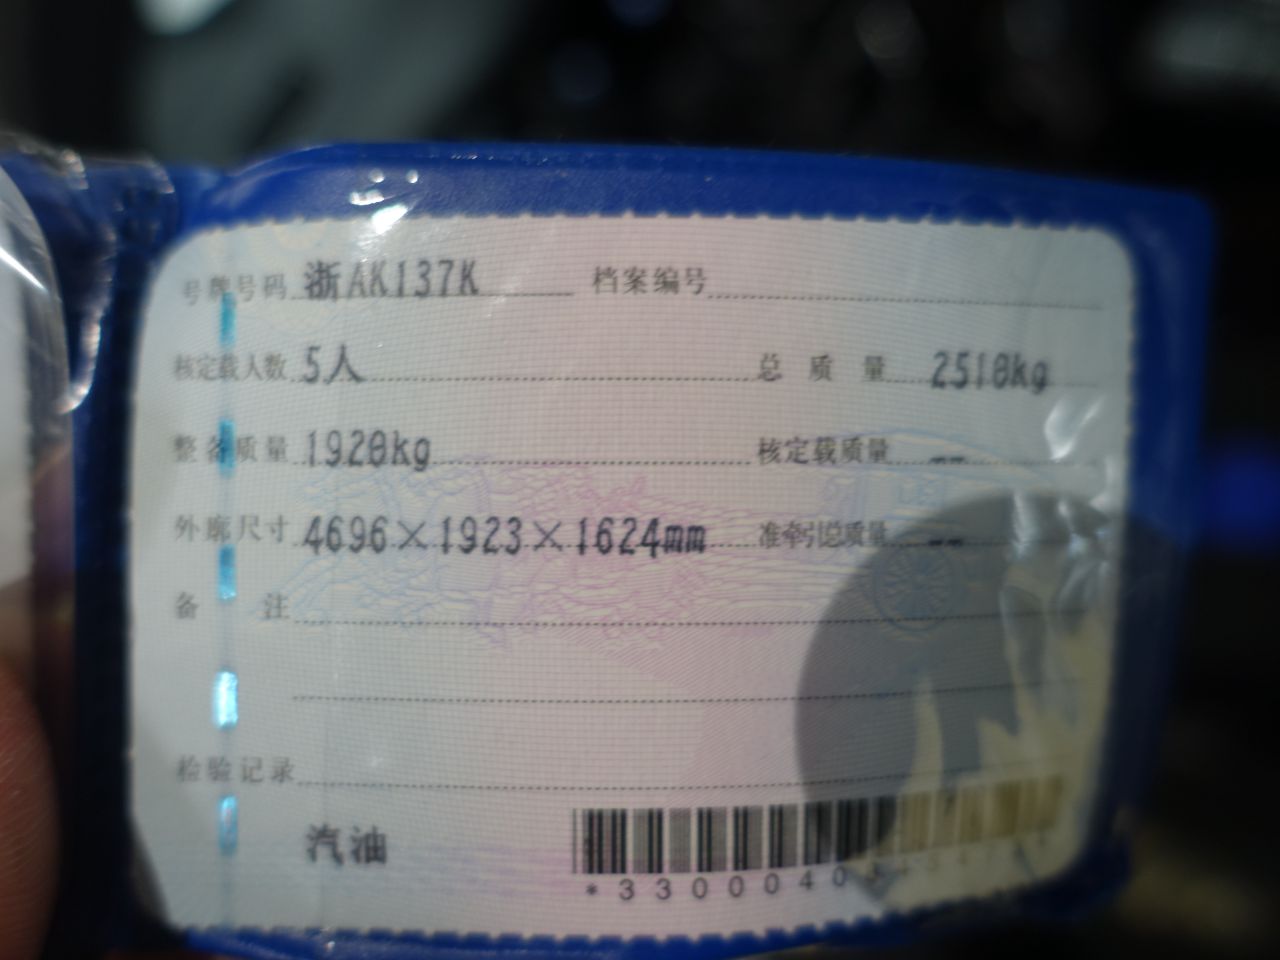 号牌号码 浙AK137K 档案编号
核定载人数 5人 总质量 2510kg
整备质量 1920kg 核定载质量 --
外廓尺寸 4696×1923×1624mm 准牵引总质量 --
备注
检验记录
汽油
*3300040